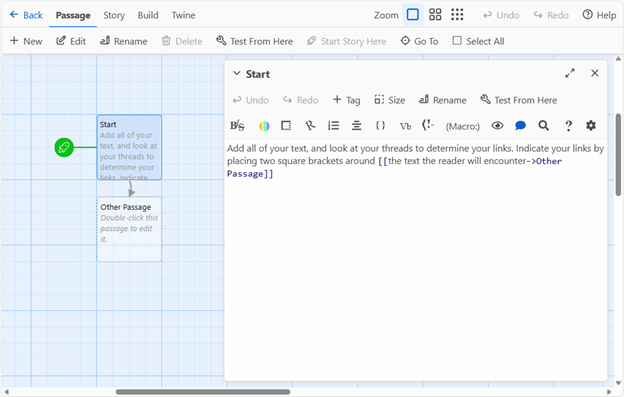 Back Passage Story Build Twine Zoom Undo Redo Help
New Edit Rename Delete Test From Here Start Story Here Go To Select All
Start
Add all of your
text, and look at
your threads to
determine your
links. Indicate
Other Passage
Double-click this
passage to edit
it.
Start
Undo Redo + Tag Size Rename Test From Here
(Macro:)
Add all of your text, and look at your threads to determine your links. Indicate your links by
placing two square brackets around [[the text the reader will encounter->Other
Passage]]